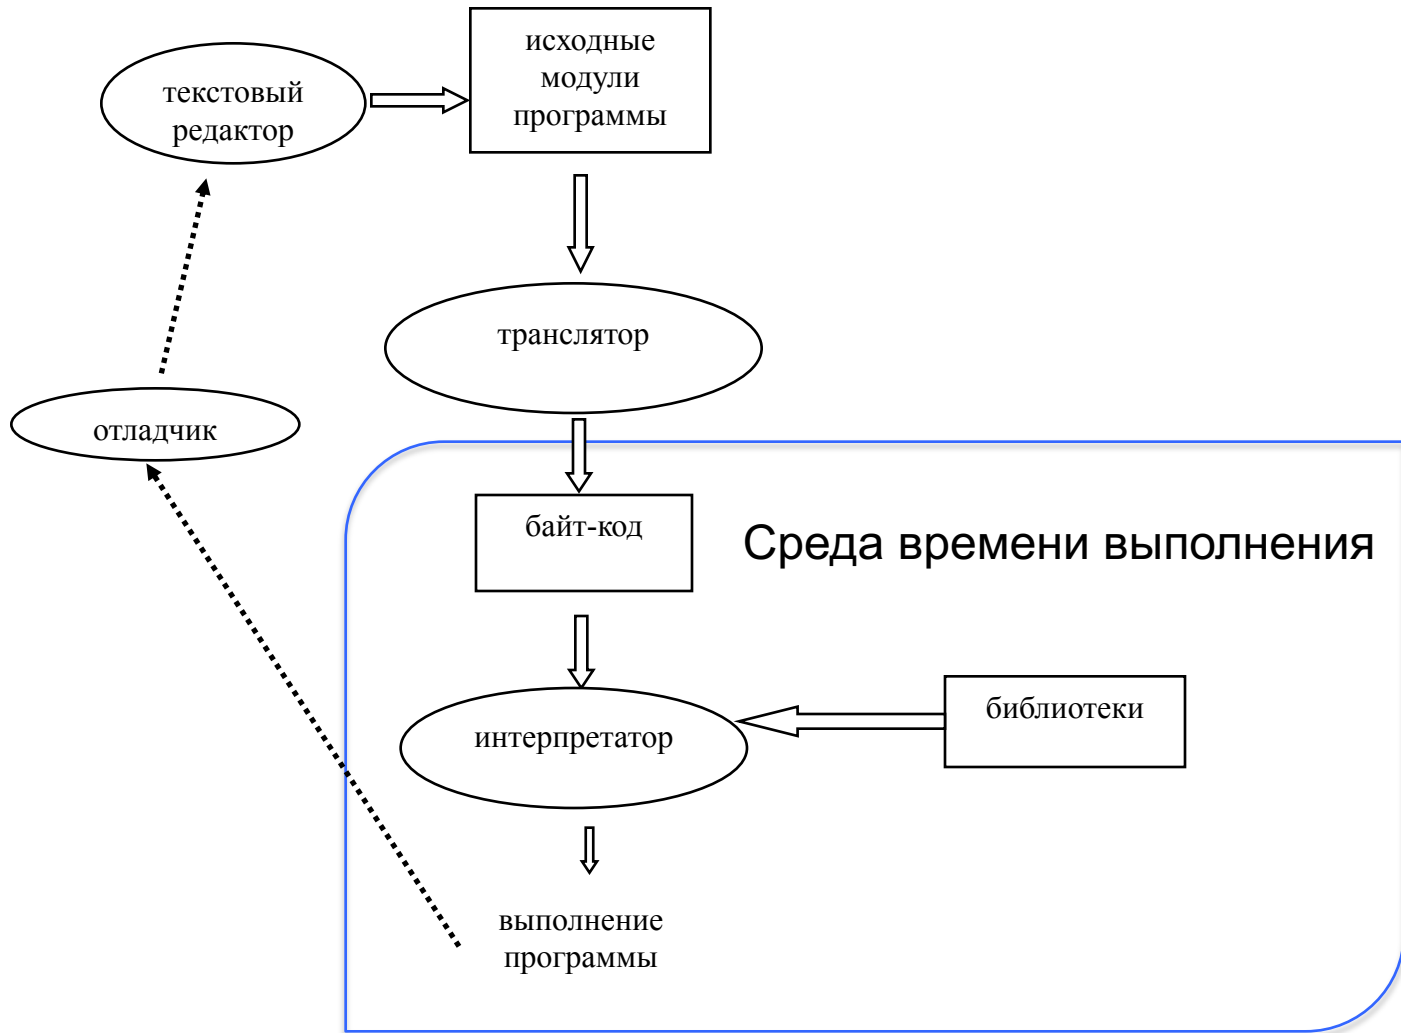 текстовый
редактор
исходные
модули
программы
транслятор
отладчик
байт-код
Среда времени выполнения
интерпретатор
библиотеки
выполнение
программы